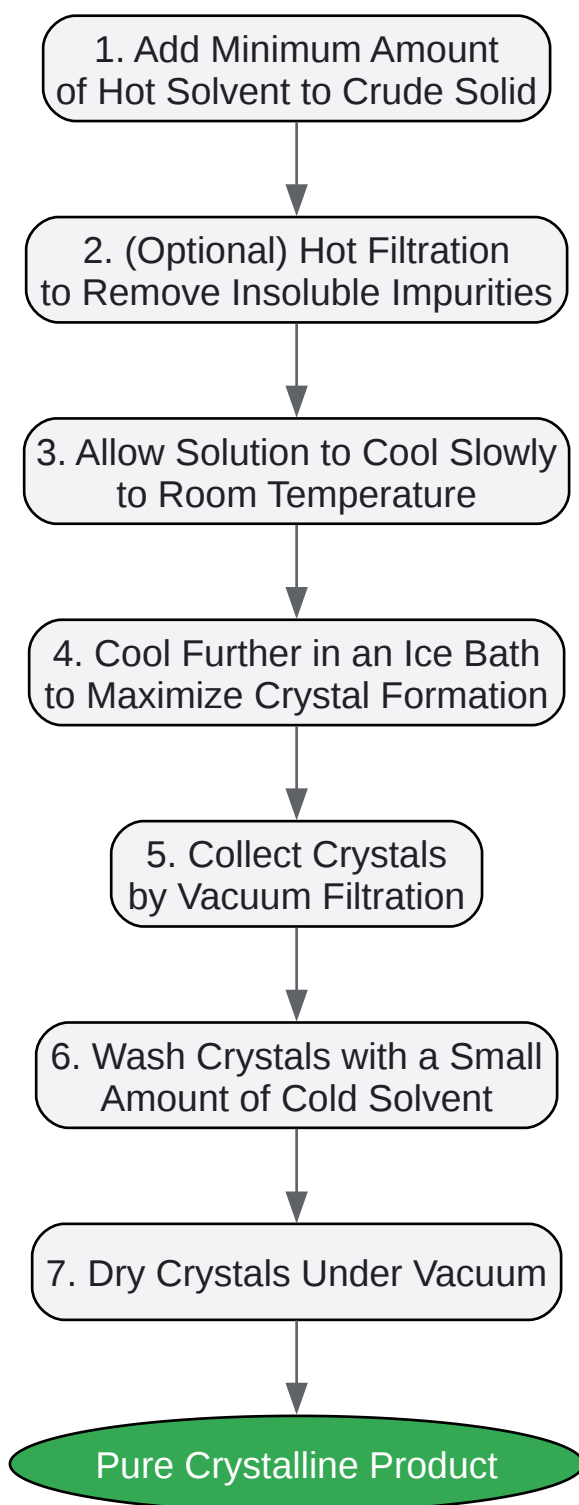 1. Add Minimum Amount
of Hot Solvent to Crude Solid
2. (Optional) Hot Filtration
to Remove Insoluble Impurities
3. Allow Solution to Cool Slowly
to Room Temperature
4. Cool Further in an Ice Bath
to Maximize Crystal Formation
5. Collect Crystals
by Vacuum Filtration
6. Wash Crystals with a Small
Amount of Cold Solvent
7. Dry Crystals Under Vacuum
Pure Crystalline Product